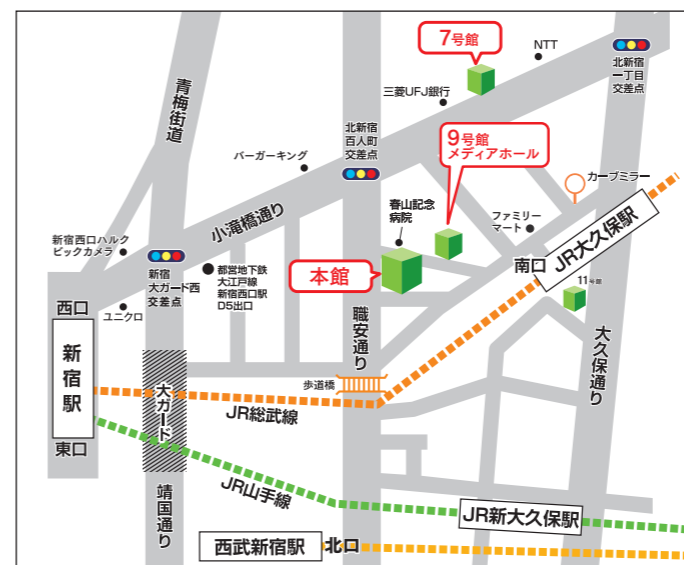 7号館
NTT
北新宿
一丁目
交差点
青梅街道
三菱UFJ銀行
北新宿
百人町
交差点
9号館
メディアホール
バーガーキング
カーブミラー
春山記念
病院
小滝橋通り
ファミリー
マート
JR大久保駅
新宿西口ハルク
ビックカメラ
新宿
大ガード西
交差点
都営地下鉄
大江戸線
新宿西口駅
D5出口
本館
南口
11号館
西口
ユニクロ
職安通り
大久保通り
新宿駅
大ガード
歩道橋
JR総武線
東口
JR山手線
靖国通り
JR新大久保駅
西武新宿駅
北口